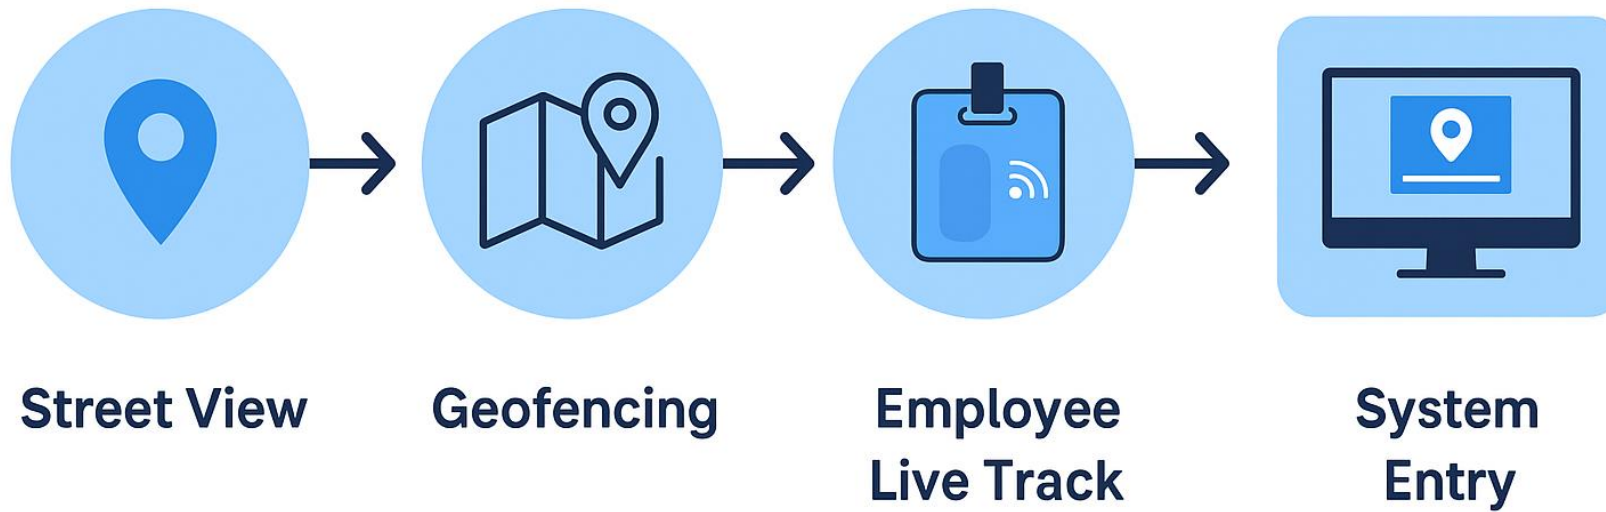 Street View
Geofencing
Employee
Live Track
System
Entry